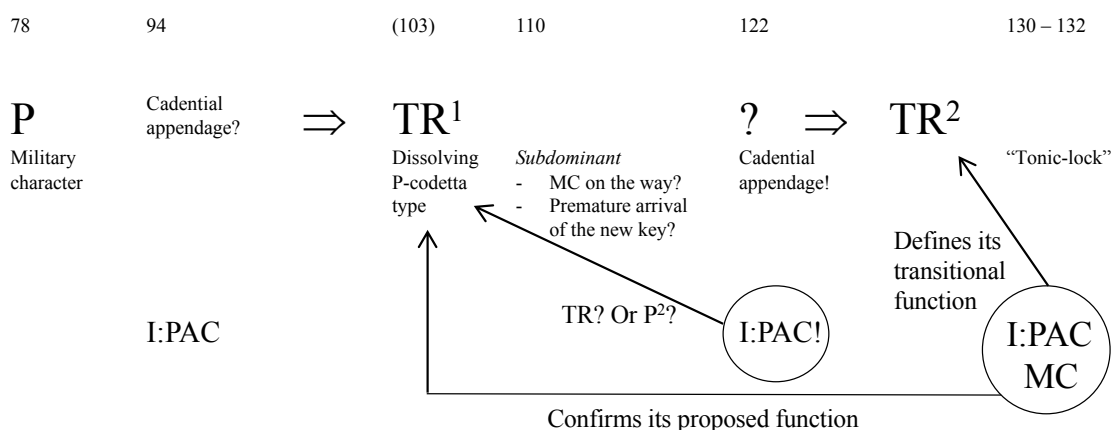 78 94 (103) 110 122 130 – 132
P Cadential appendage? ⇒ TR¹ ? ⇒ TR²
Military character
Dissolving P-codetta type
Subdominant
- MC on the way?
- Premature arrival of the new key?
Cadential appendage!
“Tonic-lock”
Defines its
transitional
function
TR? Or P²?
I:PAC
I:PAC!
I:PAC
MC
Confirms its proposed function